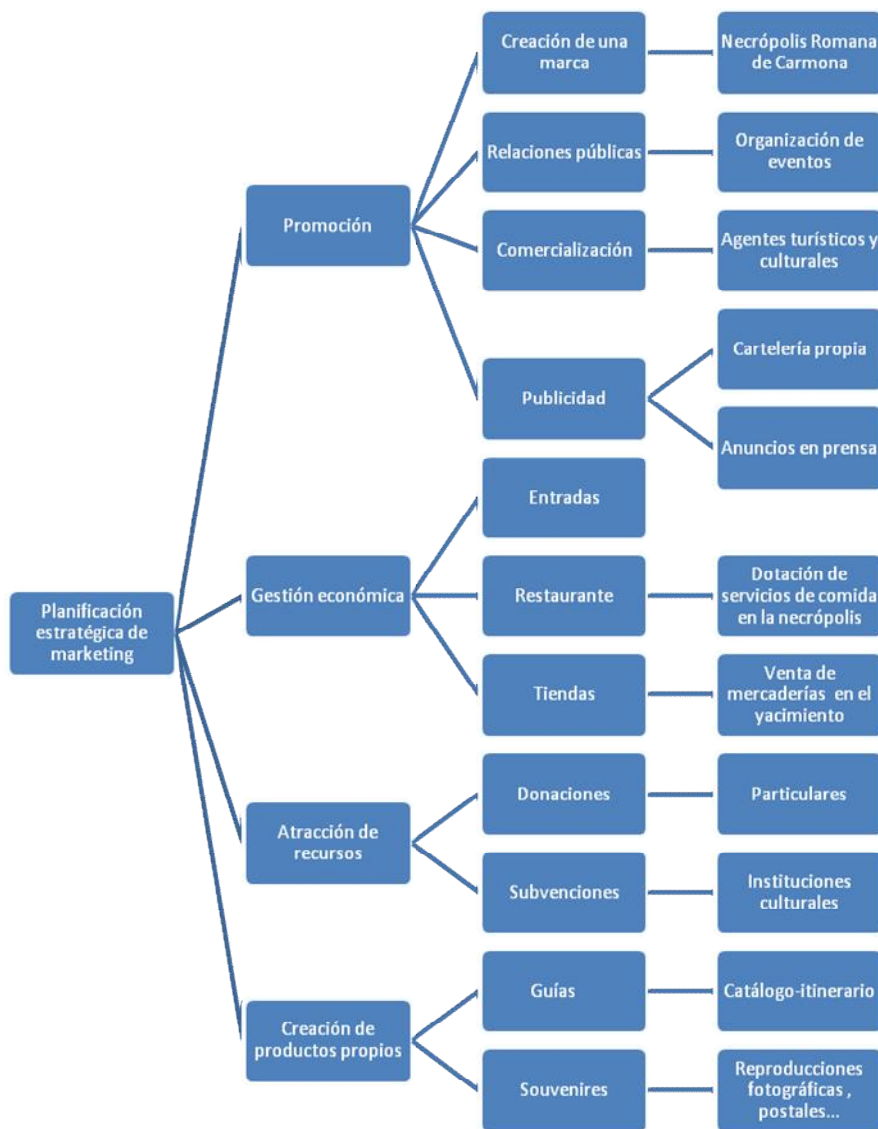 Planificación
estratégica de
marketing
Promoción
Creación de una
marca
Necrópolis Romana
de Carmona
Relaciones públicas
Organización de
eventos
Comercialización
Agentes turísticos y
culturales
Publicidad
Cartelería propia
Anuncios en prensa
Gestión económica
Entradas
Restaurante
Dotación de
servicios de comida
en la necrópolis
Tiendas
Venta de
mercaderías en el
yacimiento
Atracción de
recursos
Donaciones
Particulares
Subvenciones
Instituciones
culturales
Creación de
productos propios
Guías
Catálogo-itinerario
Souvenires
Reproducciones
fotográficas ,
postales...